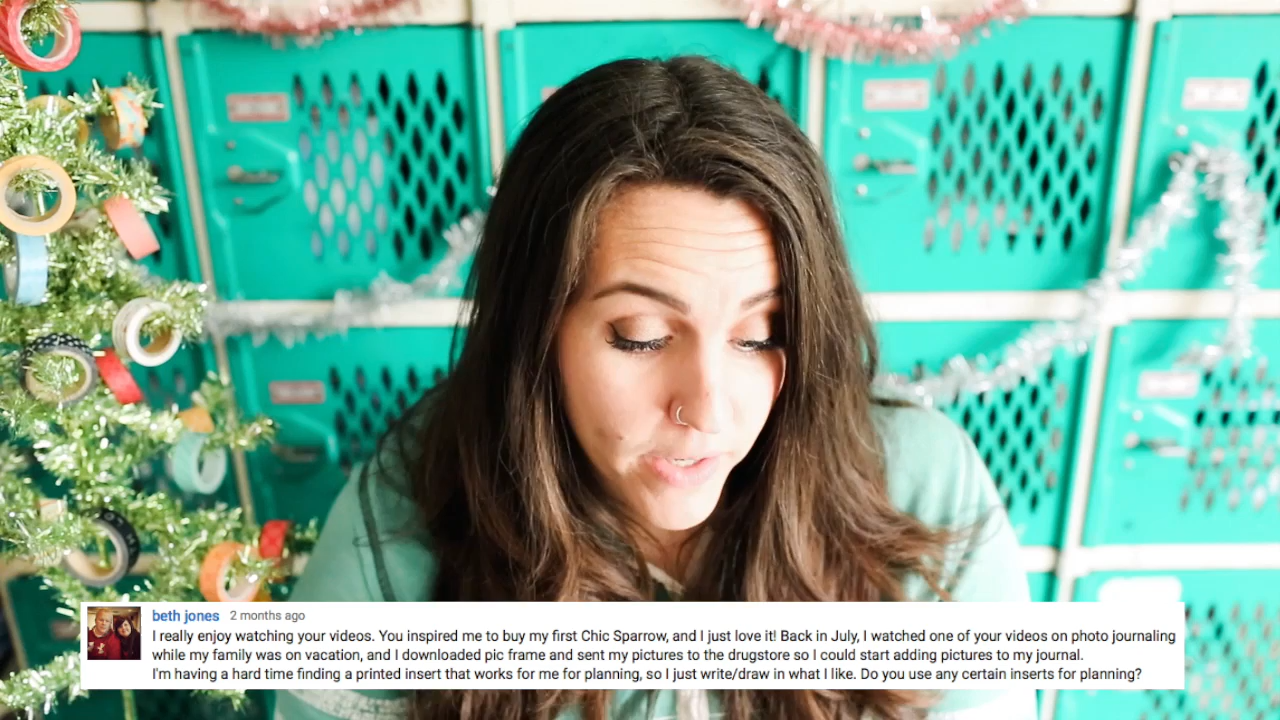 beth jones 2 months ago
I really enjoy watching your videos. You inspired me to buy my first Chic Sparrow, and I just love it! Back in July, I watched one of your videos on photo journaling
while my family was on vacation, and I downloaded pic frame and sent my pictures to the drugstore so I could start adding pictures to my journal.
I'm having a hard time finding a printed insert that works for me for planning, so I just write/draw in what I like. Do you use any certain inserts for planning?